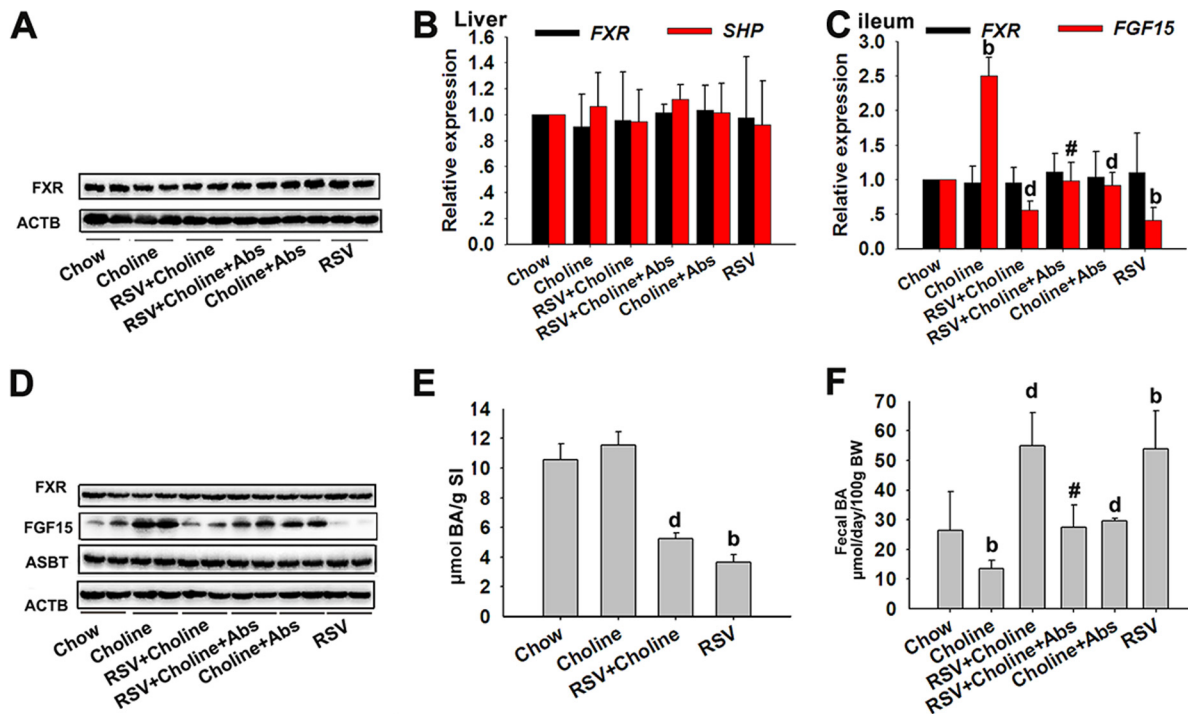 A
FXR
ACTB
Chow
Choline
RSV+Choline
RSV+Choline+Abs
Choline+Abs
RSV
B
Liver
FXR
SHP
Relative expression
1.6
1.4
1.2
1.0
.8
.6
.4
.2
0.0
Chow
Choline
RSV+Choline
RSV+Choline+Abs
Choline+Abs
RSV
C
ileum
FXR
FGF15
Relative expression
3.0
2.5
2.0
1.5
1.0
.5
0.0
b
d
#
d
b
Chow
Choline
RSV+Choline
RSV+Choline+Abs
Choline+Abs
RSV
D
FXR
FGF15
ASBT
ACTB
Chow
Choline
RSV+Choline
RSV+Choline+Abs
Choline+Abs
RSV
E
μmol BA/g SI
14
12
10
8
6
4
2
0
d
b
Chow
Choline
RSV+Choline
RSV
F
Fecal BA
μmol/day/100g BW
70
60
50
40
30
20
10
0
b
d
#
d
b
Chow
Choline
RSV+Choline
RSV+Choline+Abs
Choline+Abs
RSV